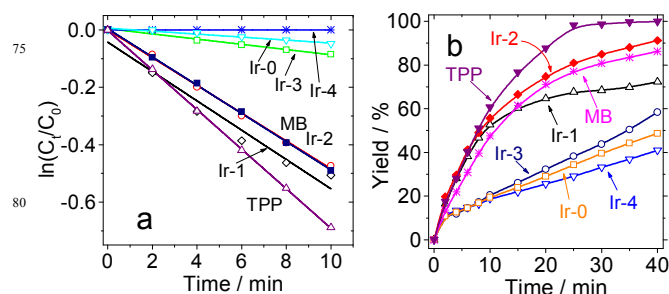 75
80
ln(Ct/C0)
0.0
-0.2
-0.4
-0.6
0 2 4 6 8 10
Time / min
a
Ir-0
Ir-3
Ir-4
MB
Ir-2
Ir-1
TPP
Yield / %
100
80
60
40
20
0
0 10 20 30 40
Time / min
b
TPP
Ir-2
MB
Ir-1
Ir-3
Ir-0
Ir-4